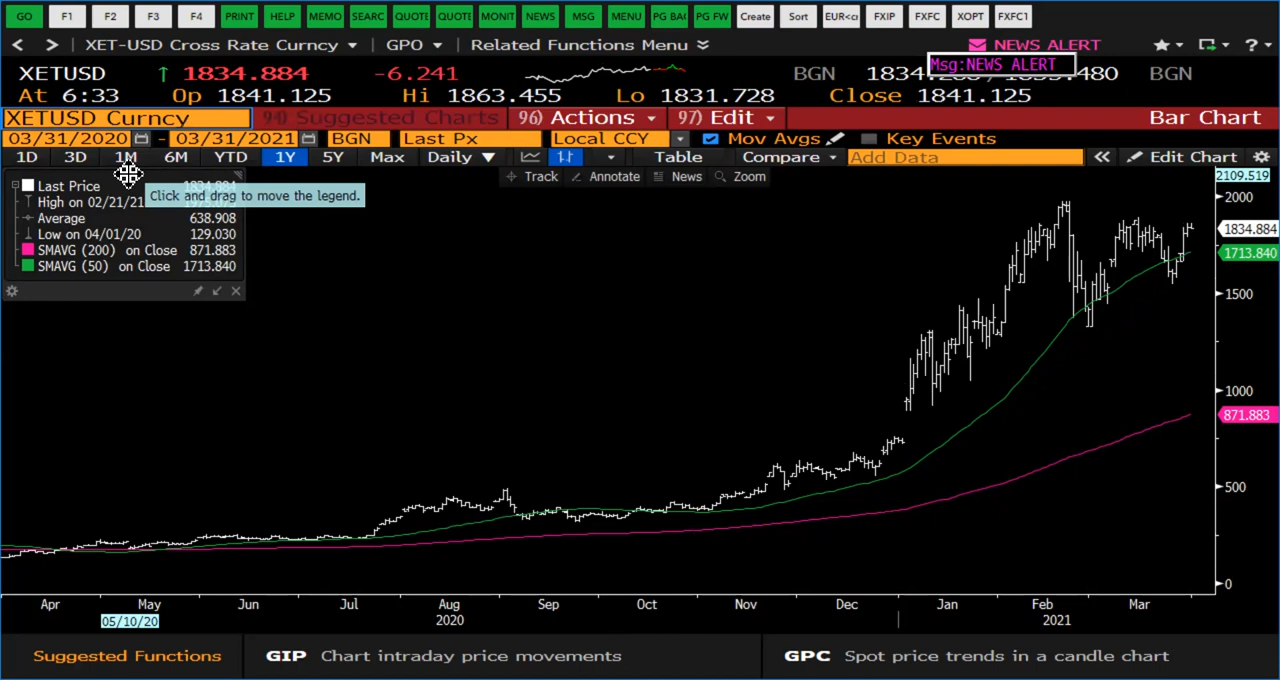 GO F1 F2 F3 F4 PRINT HELP MEMO SEARC QUOTE QUOTE MONIT NEWS MSG MENU PG BA PG FW Create Sort EUR<cu FXIP FXFC XOPT FXFC1
< > XET-USD Cross Rate Curncy GPO Related Functions Menu NEWS ALERT ?
XETUSD ↑ 1834.884 -6.241 BGN BGN
Msg:NEWS ALERT
At 6:33 Op 1841.125 Hi 1863.455 Lo 1831.728 Close 1841.125
XETUSD Curncy 94) Suggested Charts 96) Actions 97) Edit Bar Chart
03/31/2020 - 03/31/2021 BGN Last Px Local CCY Mov Avgs Key Events
1D 3D 1M 6M YTD 1Y 5Y Max Daily ▼ Table Compare Add Data « Edit Chart
Track Annotate News Zoom
Last Price 1834.884
Click and drag to move the legend.
High on 02/21/21
Average 638.908
Low on 04/01/20 129.030
SMAVG (200) on Close 871.883
SMAVG (50) on Close 1713.840
2109.519
2000
1834.884
1713.840
1500
1000
871.883
500
0
Apr May Jun Jul Aug Sep Oct Nov Dec Jan Feb Mar
05/10/20 2020 2021
Suggested Functions GIP Chart intraday price movements GPC Spot price trends in a candle chart